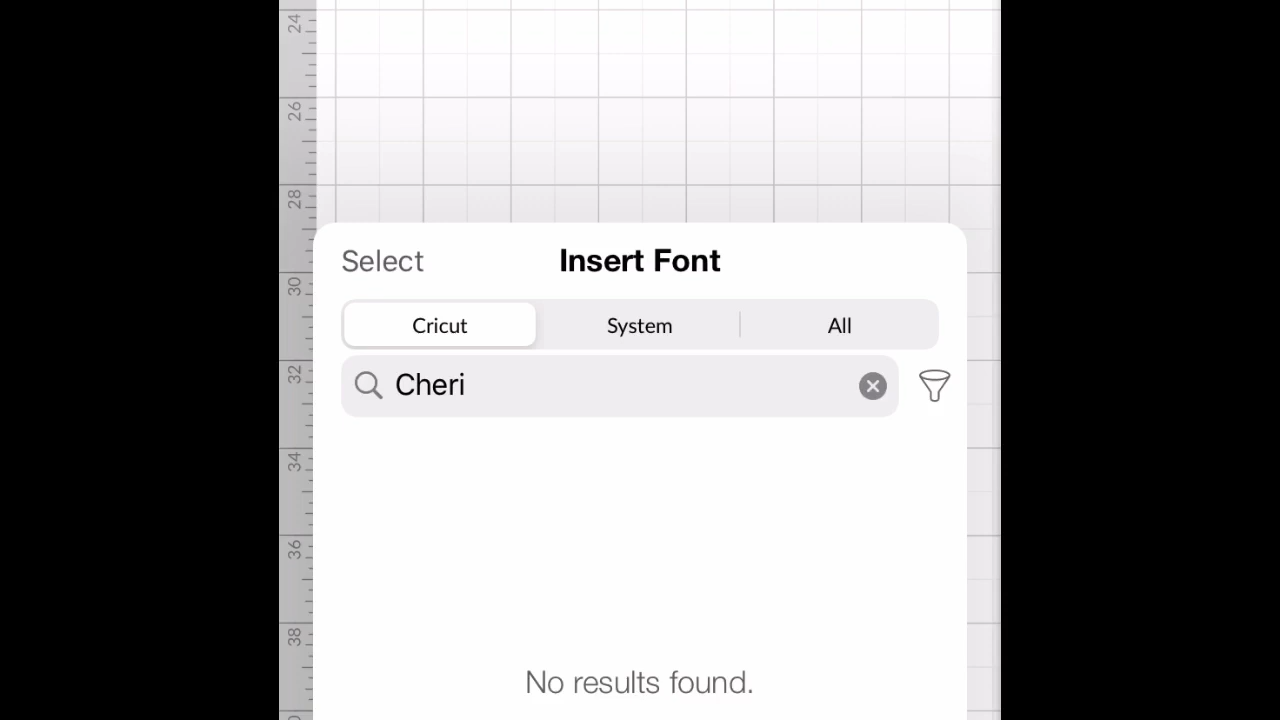 24
26
28
Select Insert Font
30
Cricut System All
32
Cheri
34
36
38
No results found.